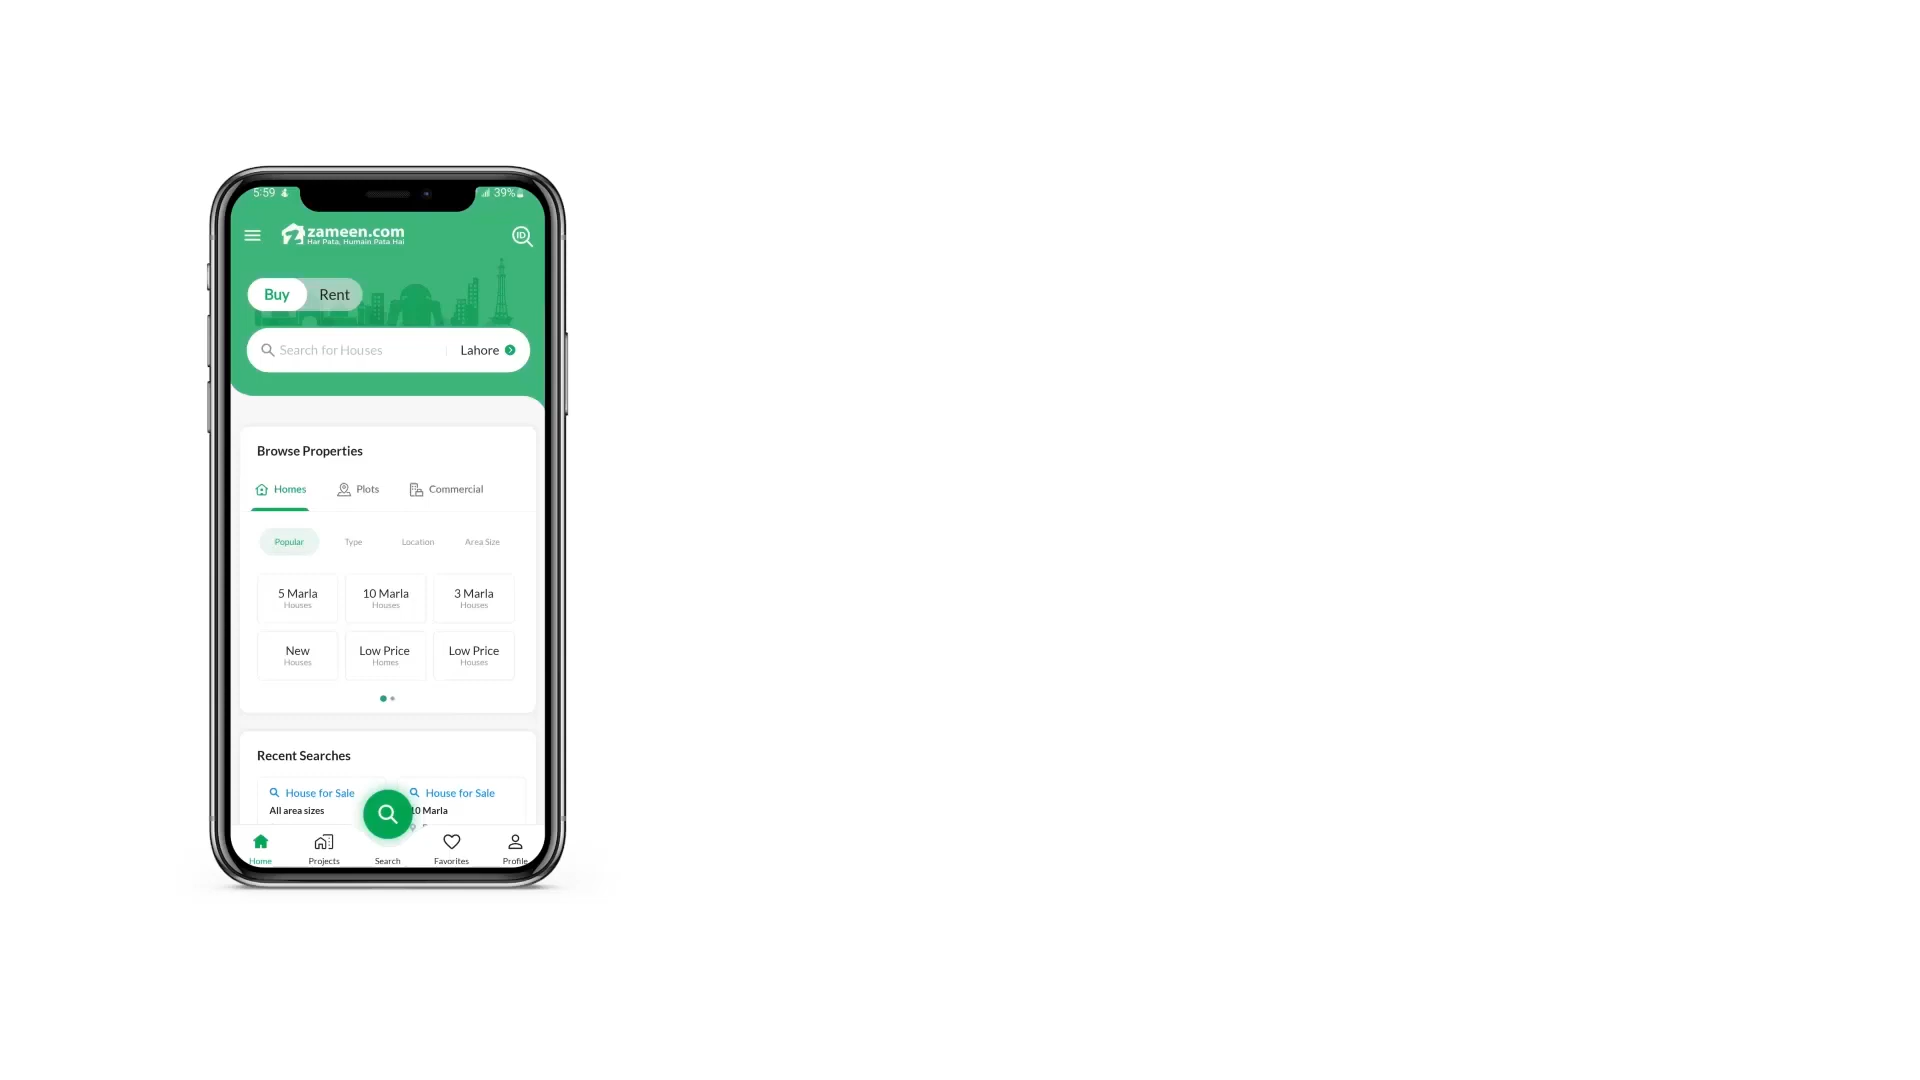 5:59 39%
zameen.com
Har Pata, Humain Pata Hai
ID
Buy Rent
Search for Houses Lahore
Browse Properties
Homes Plots Commercial
Popular Type Location Area Size
5 Marla 10 Marla 3 Marla
Houses Houses Houses
New Low Price Low Price
Houses Homes Houses
Recent Searches
House for Sale House for Sale
All area sizes 10 Marla
Home Projects Search Favorites Profile